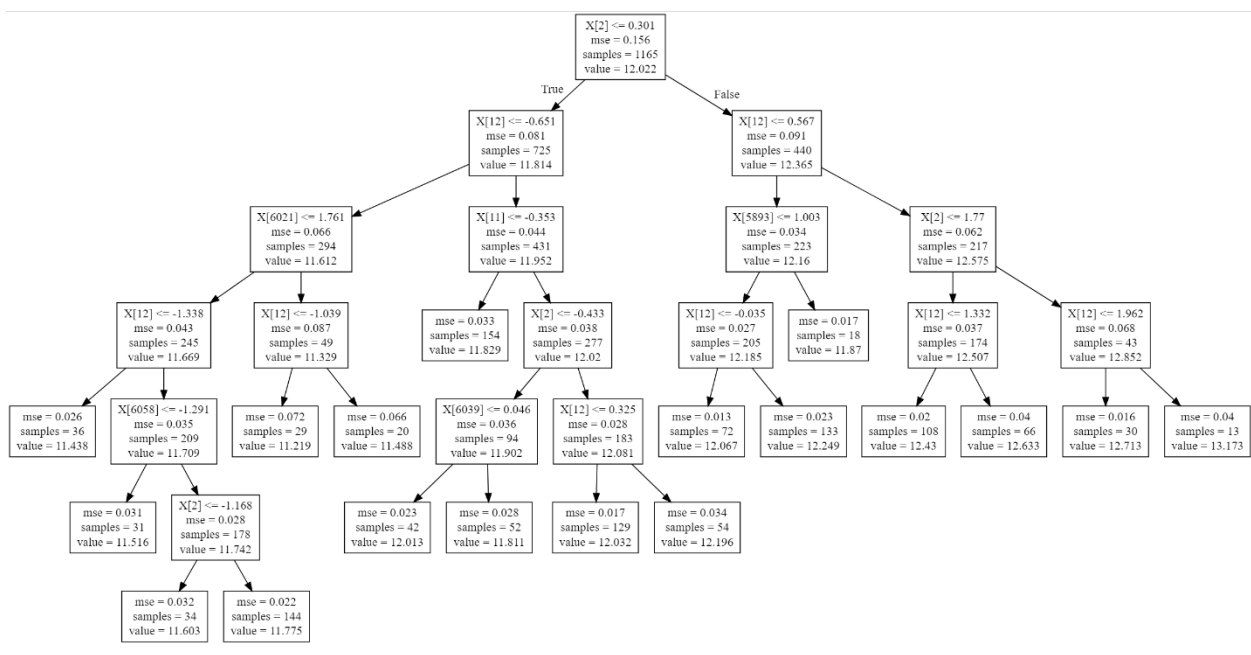 X[2] <= 0.301
mse = 0.156
samples = 1165
value = 12.022
True
False
X[12] <= -0.651
mse = 0.081
samples = 725
value = 11.814
X[12] <= 0.567
mse = 0.091
samples = 440
value = 12.365
X[6021] <= 1.761
mse = 0.066
samples = 294
value = 11.612
X[11] <= -0.353
mse = 0.044
samples = 431
value = 11.952
X[5893] <= 1.003
mse = 0.034
samples = 223
value = 12.16
X[2] <= 1.77
mse = 0.062
samples = 217
value = 12.575
X[12] <= -1.338
mse = 0.043
samples = 245
value = 11.669
X[12] <= -1.039
mse = 0.087
samples = 49
value = 11.329
mse = 0.033
samples = 154
value = 11.829
X[2] <= -0.433
mse = 0.038
samples = 277
value = 12.02
X[12] <= -0.035
mse = 0.027
samples = 205
value = 12.185
mse = 0.017
samples = 18
value = 11.87
X[12] <= 1.332
mse = 0.037
samples = 174
value = 12.507
X[12] <= 1.962
mse = 0.068
samples = 43
value = 12.852
mse = 0.026
samples = 36
value = 11.438
X[6058] <= -1.291
mse = 0.035
samples = 209
value = 11.709
mse = 0.072
samples = 29
value = 11.219
mse = 0.066
samples = 20
value = 11.488
X[6039] <= 0.046
mse = 0.036
samples = 94
value = 11.902
X[12] <= 0.325
mse = 0.028
samples = 183
value = 12.081
mse = 0.013
samples = 72
value = 12.067
mse = 0.023
samples = 133
value = 12.249
mse = 0.02
samples = 108
value = 12.43
mse = 0.04
samples = 66
value = 12.633
mse = 0.016
samples = 30
value = 12.713
mse = 0.04
samples = 13
value = 13.173
mse = 0.031
samples = 31
value = 11.516
X[2] <= -1.168
mse = 0.028
samples = 178
value = 11.742
mse = 0.023
samples = 42
value = 12.013
mse = 0.028
samples = 52
value = 11.811
mse = 0.017
samples = 129
value = 12.032
mse = 0.034
samples = 54
value = 12.196
mse = 0.032
samples = 34
value = 11.603
mse = 0.022
samples = 144
value = 11.775